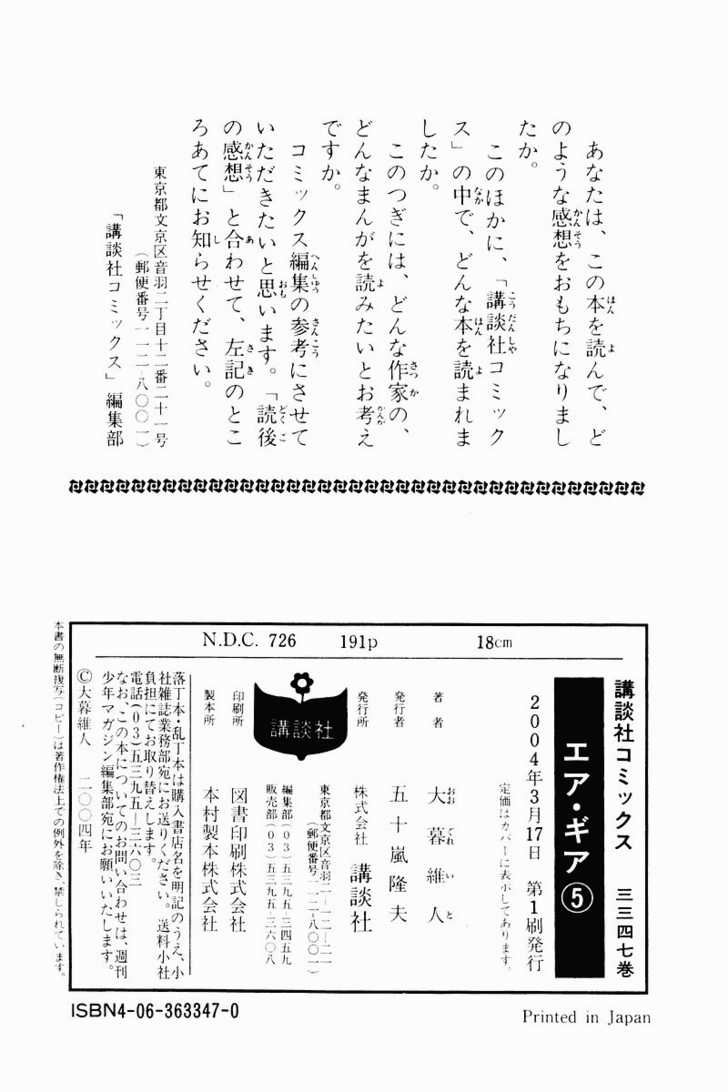 あなたは、この本を読んで、ど
のような感想をおもちになりまし
たか。
このほかに、「講談社コミック
ス」の中で、どんな本を読まれま
したか。
このつぎには、どんな作家の、
どんなまんがを読みたいとお考え
ですか。
コミックス編集の参考にさせて
いただきたいと思います。「読後
の感想」と合わせて、左記のとこ
ろあてにお知らせください。
東京都文京区音羽二丁目十二番二十一号
(郵便番号一一二-八〇〇一)
「講談社コミックス」編集部
N.D.C. 726 191p 18cm
講談社コミックス 三三四七巻
エア・ギア⑤
2004年3月17日 第1刷発行
定価はカバーに表示してあります。
著者 大暮維人
発行者 五十嵐隆夫
発行所 株式会社 講談社
東京都文京区音羽二-一二-二一
(郵便番号一一二-八〇〇一)
編集部(03)五三九五-三四五九
販売部(03)五三九五-三六〇八
講談社
印刷所 図書印刷株式会社
製本所 本村製本株式会社
落丁本・乱丁本は購入書店名を明記のうえ、小
社雑誌業務部宛にお送りください。送料小社
負担にてお取り替えします。
電話(03)五三九五-三六〇三
なお、この本についてのお問い合わせは、週刊
少年マガジン編集部宛にお願いいたします。
©大暮維人 二〇〇四年
本書の無断複写(コピー)は著作権法上での例外を除き、禁じられています。
ISBN4-06-363347-0
Printed in Japan